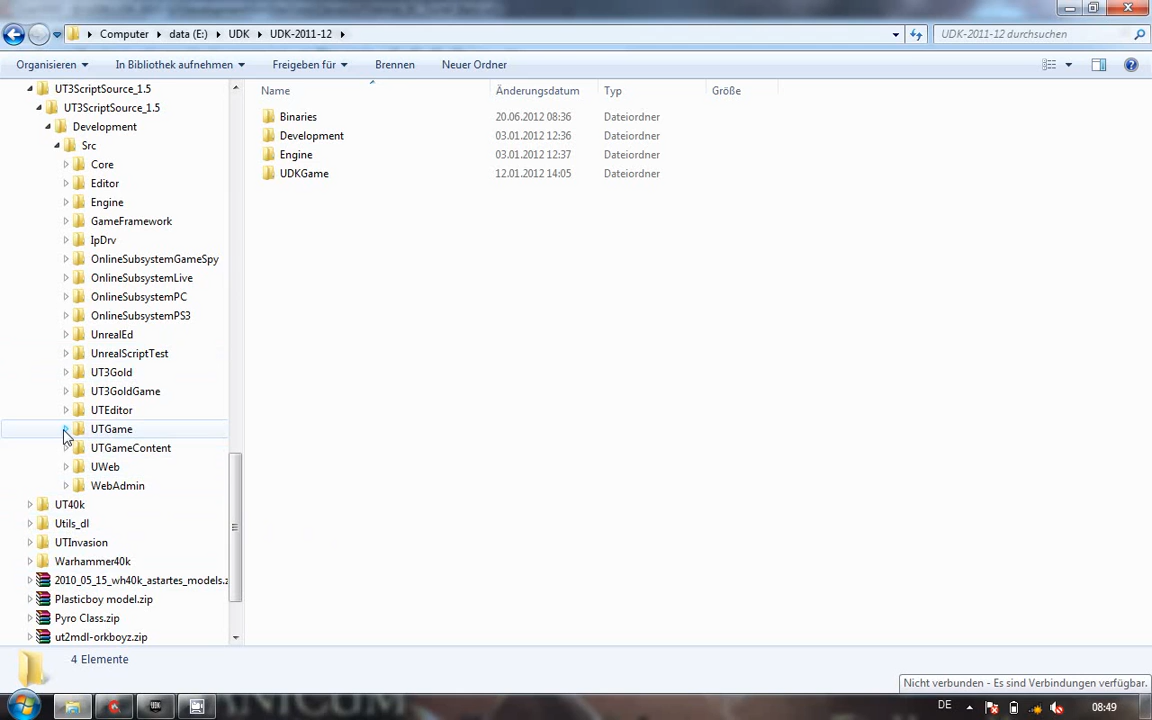 Computer
data (E:)
UDK
UDK-2011-12
UDK-2011-12 durchsuchen
Organisieren
In Bibliothek aufnehmen
Freigeben für
Brennen
Neuer Ordner
UT3ScriptSource_1.5
UT3ScriptSource_1.5
Development
Src
Core
Editor
Engine
GameFramework
IpDrv
OnlineSubsystemGameSpy
OnlineSubsystemLive
OnlineSubsystemPC
OnlineSubsystemPS3
UnrealEd
UnrealScriptTest
UT3Gold
UT3GoldGame
UTEditor
UTGame
UTGameContent
UWeb
WebAdmin
UT40k
Utils_dl
UTInvasion
Warhammer40k
2010_05_15_wh40k_astartes_models.z
Plasticboy model.zip
Pyro Class.zip
ut2mdl-orkboyz.zip
Name Änderungsdatum Typ Größe
Binaries 20.06.2012 08:36 Dateiordner
Development 03.01.2012 12:36 Dateiordner
Engine 03.01.2012 12:37 Dateiordner
UDKGame 12.01.2012 14:05 Dateiordner
4 Elemente
Nicht verbunden - Es sind Verbindungen verfügbar.
DE
08:49